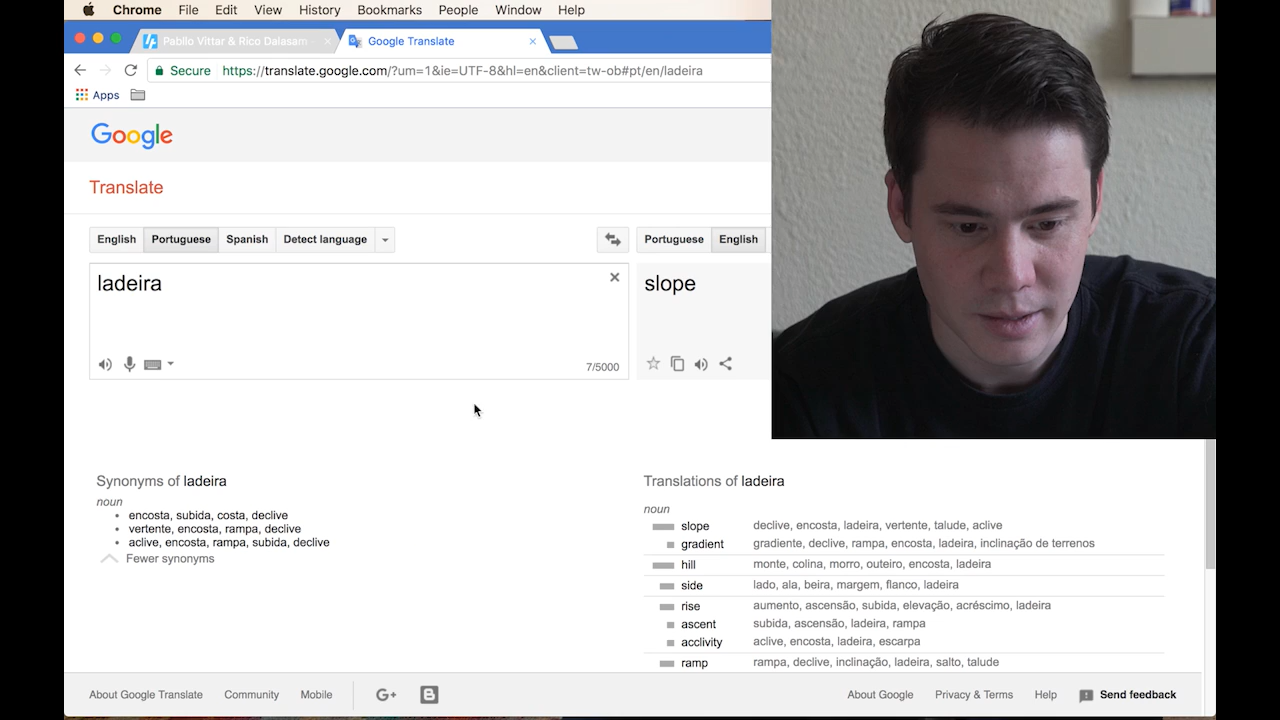 Chrome File Edit View History Bookmarks People Window Help
Pabllo Vittar & Rico Dalasam Google Translate
Secure https://translate.google.com/?um=1&ie=UTF-8&hl=en&client=tw-ob#pt/en/ladeira
Apps
Google
Translate
English Portuguese Spanish Detect language Portuguese English
ladeira slope
7/5000
Synonyms of ladeira
noun
encosta, subida, costa, declive
vertente, encosta, rampa, declive
aclive, encosta, rampa, subida, declive
Fewer synonyms
Translations of ladeira
noun
slope declive, encosta, ladeira, vertente, talude, aclive
gradient gradiente, declive, rampa, encosta, ladeira, inclinação de terrenos
hill monte, colina, morro, outeiro, encosta, ladeira
side lado, ala, beira, margem, flanco, ladeira
rise aumento, ascensão, subida, elevação, acréscimo, ladeira
ascent subida, ascensão, ladeira, rampa
acclivity aclive, encosta, ladeira, escarpa
ramp rampa, declive, inclinação, ladeira, salto, talude
About Google Translate Community Mobile G+ B About Google Privacy & Terms Help Send feedback